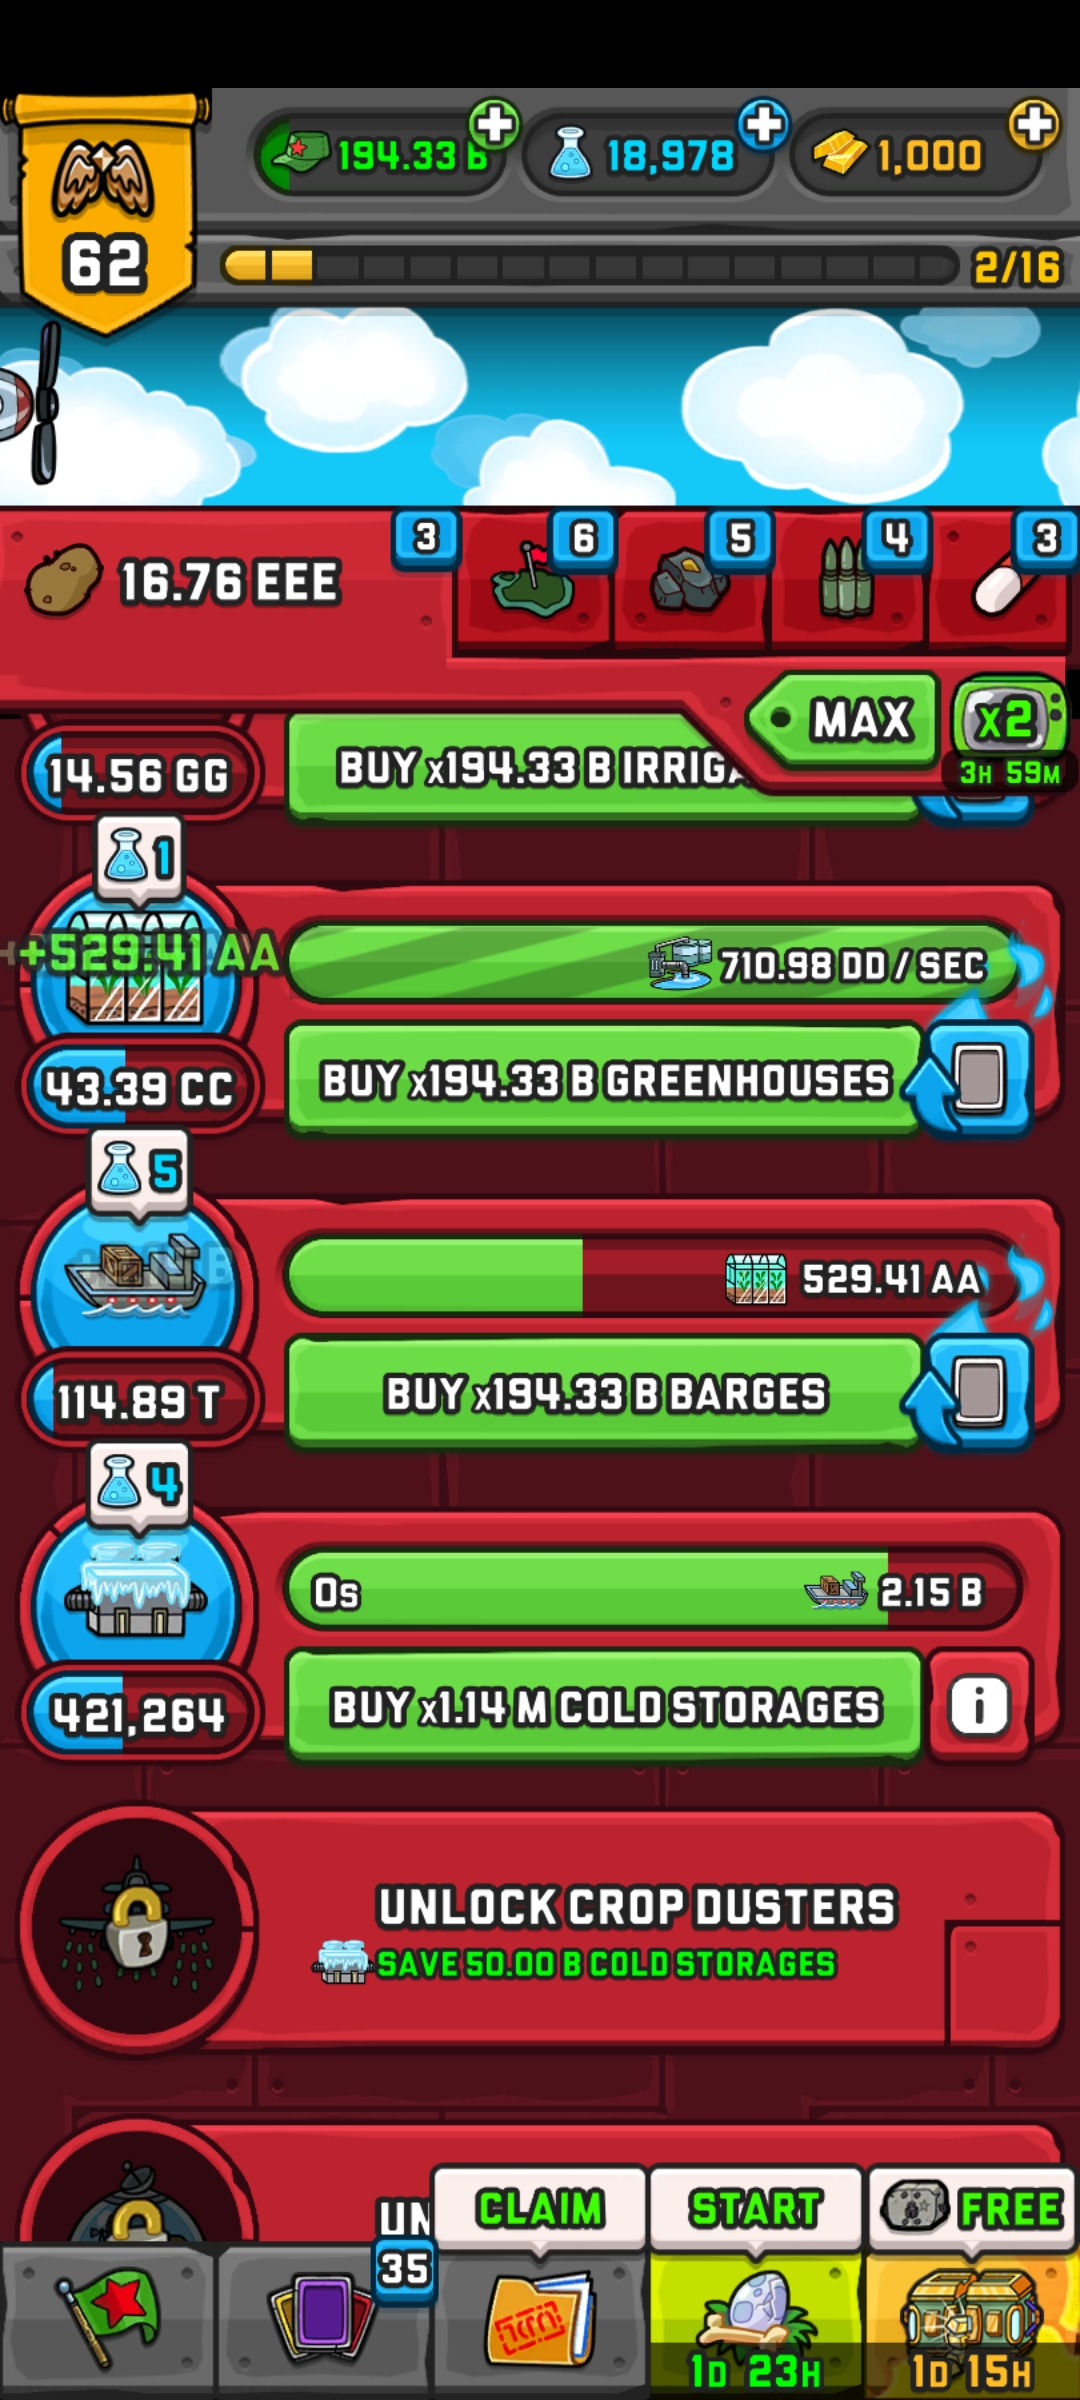 194.33 B
18,978
1,000
62
2/16
3
6
5
4
3
16.76 EEE
MAX
x2
3H 59M
14.56 GG
BUY x194.33 B IRRIGA
1
+529.41 AA
710.98 DD / SEC
43.39 CC
BUY x194.33 B GREENHOUSES
5
529.41 AA
114.89 T
BUY x194.33 B BARGES
4
0s
2.15 B
421,264
BUY x1.14 M COLD STORAGES
i
UNLOCK CROP DUSTERS
SAVE 50.00 B COLD STORAGES
UN
CLAIM
START
FREE
35
1D 23H
1D 15H